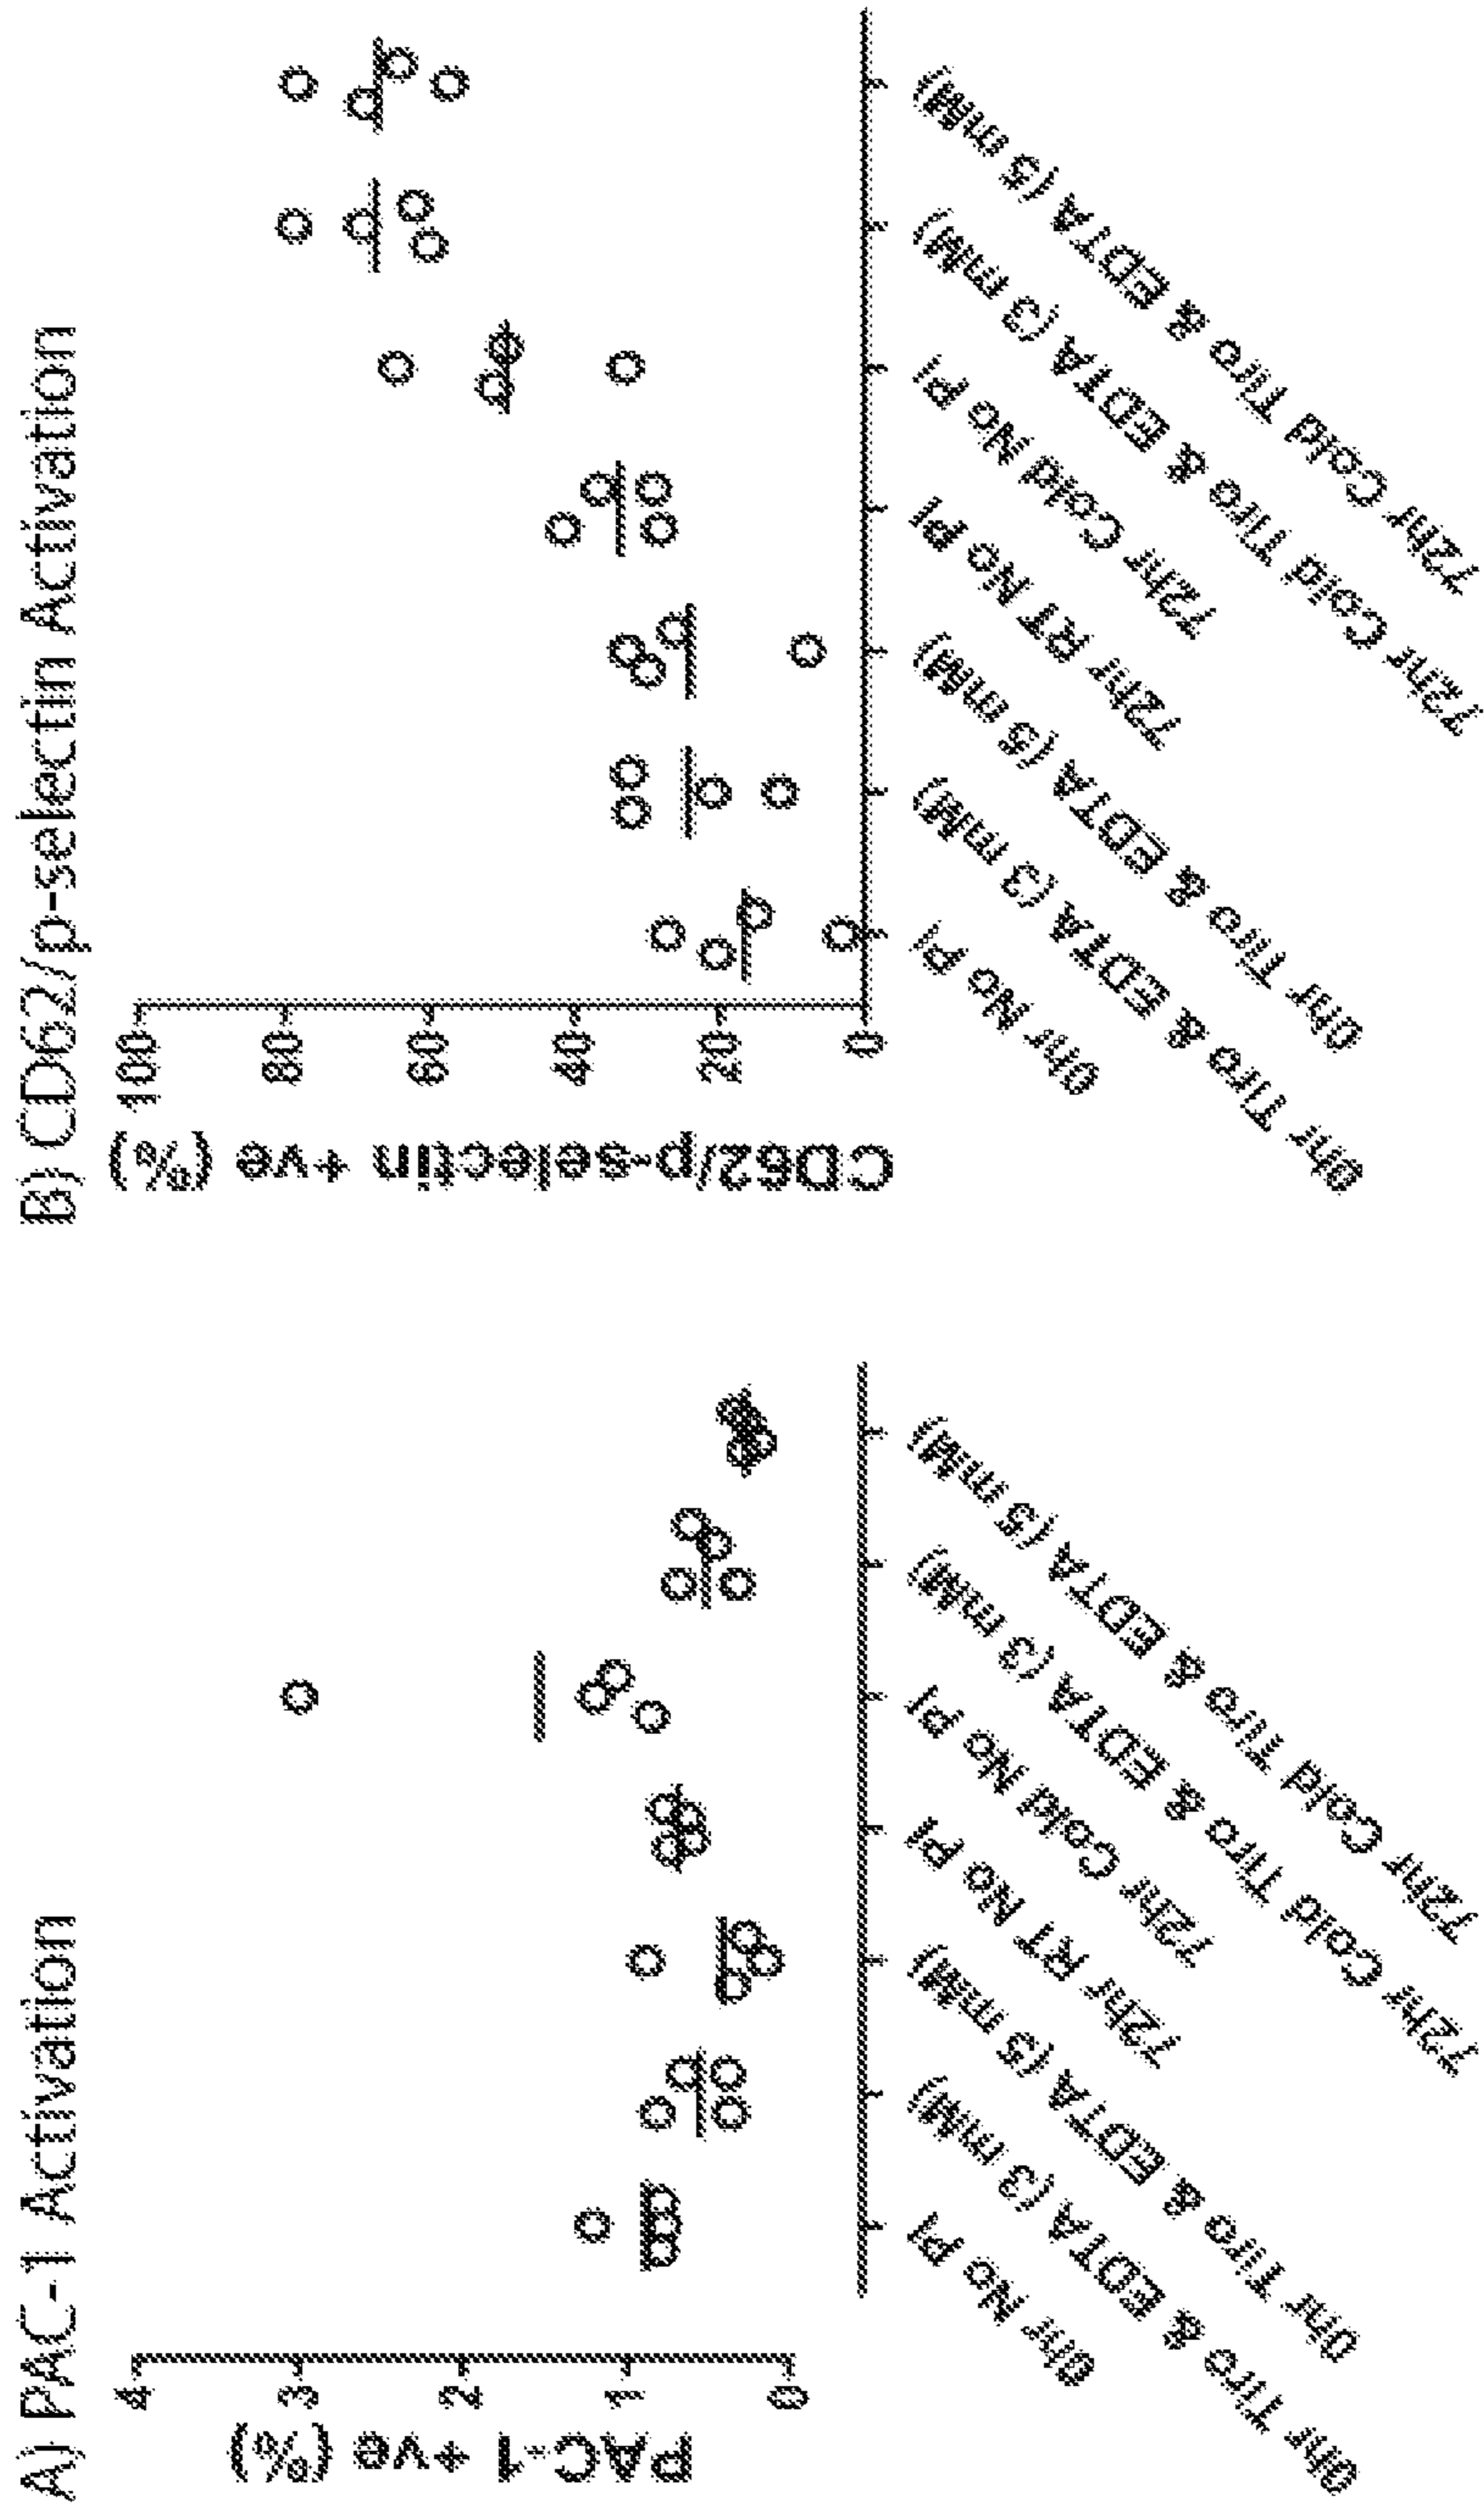 A) PAC-1 Activation
PAC-1 +ve (%)
4
3
2
1
0
0hr No PI
0hr Tiro & EDTA (3 mM)
0hr Tiro & EDTA (5 mM)
72hr RT No PI
72hr Cold No PI
72hr Cold Tiro & EDTA (3 mM)
72hr Cold Tiro & EDTA (5 mM)
B) CD62/p-selectin Activation
CD62/p-selectin +ve (%)
100
80
60
40
20
0
0hr No PI
0hr Tiro & EDTA (3 mM)
0hr Tiro & EDTA (5 mM)
72hr RT No PI
72hr Cold No PI
72hr Cold Tiro & EDTA (3 mM)
72hr Cold Tiro & EDTA (5 mM)